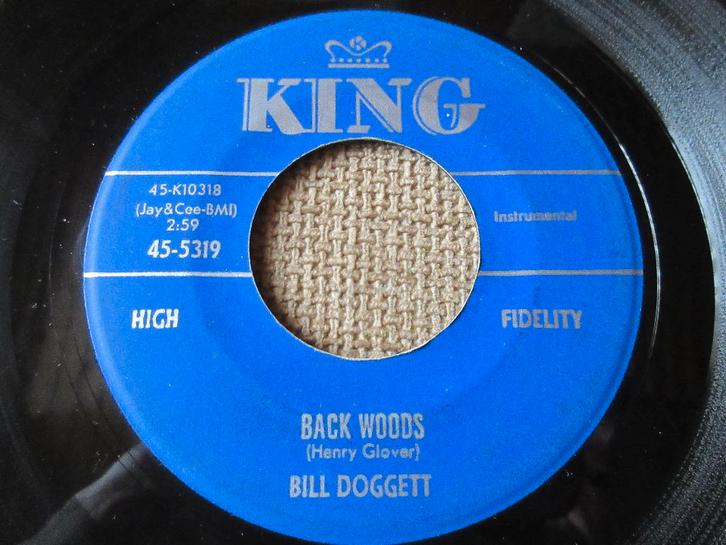 K
KING
45-K10318
(Jay&Cee-BMI)
2:59
45-5319
Instrumental
HIGH
FIDELITY
BACK WOODS
(Henry Glover)
BILL DOGGETT